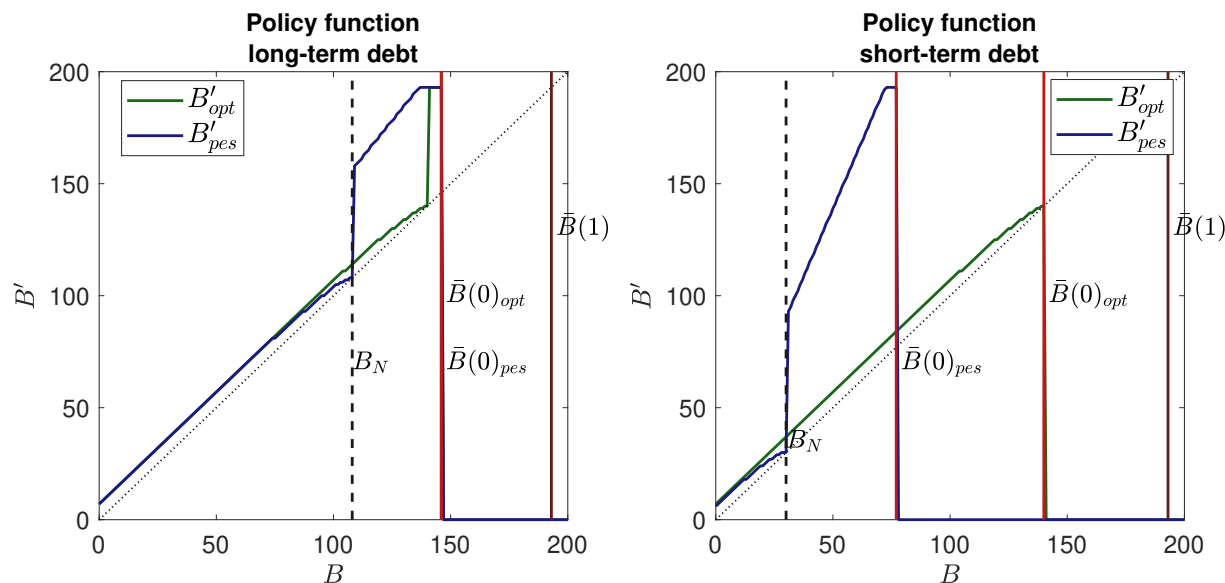 Policy function
long-term debt
200
150
100
50
0
B'
B'opt
B'pes
B̄(1)
B̄(0)opt
B̄(0)pes
BN
0
50
100
150
200
B
Policy function
short-term debt
200
150
100
50
0
B'
B'opt
B'pes
B̄(1)
B̄(0)opt
B̄(0)pes
BN
0
50
100
150
200
B